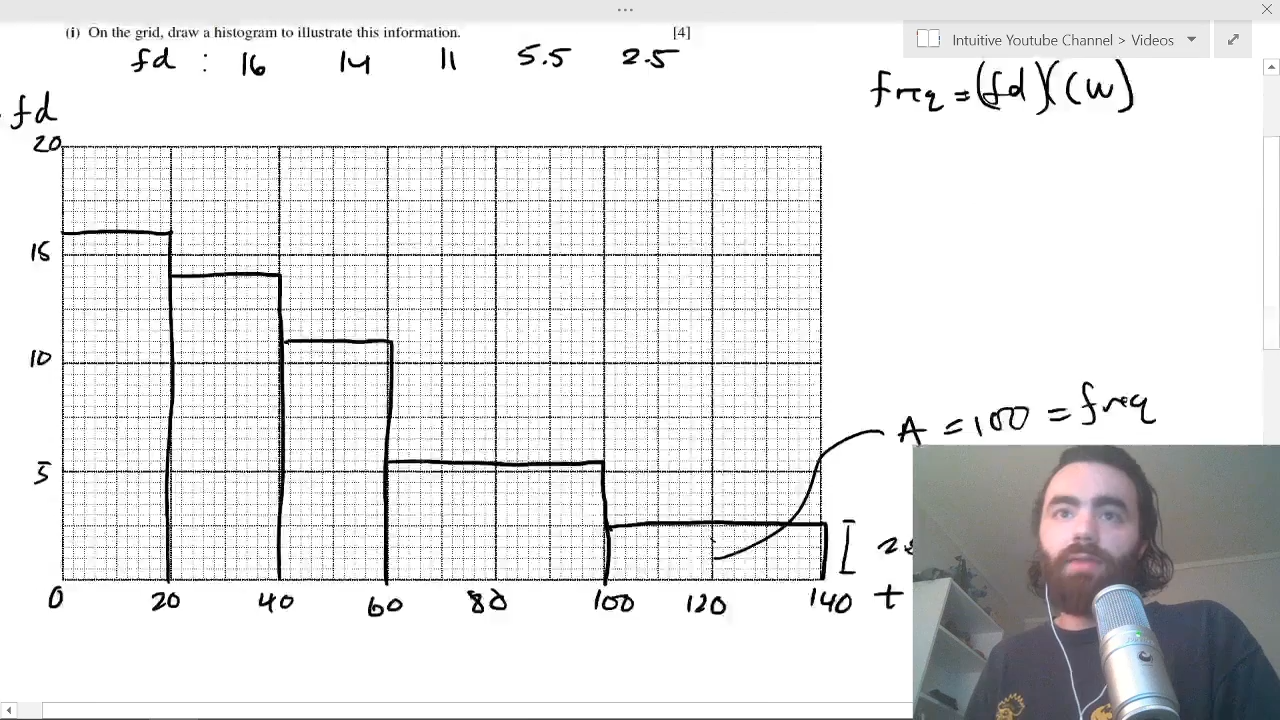 (i) On the grid, draw a histogram to illustrate this information. [4]
Intuitive Youtube Channel > Videos
fd : 16 14 11 5.5 2.5
freq = (fd)(w)
fd
20
15
10
5
A = 100 = freq
0 20 40 60 80 100 120 140 t